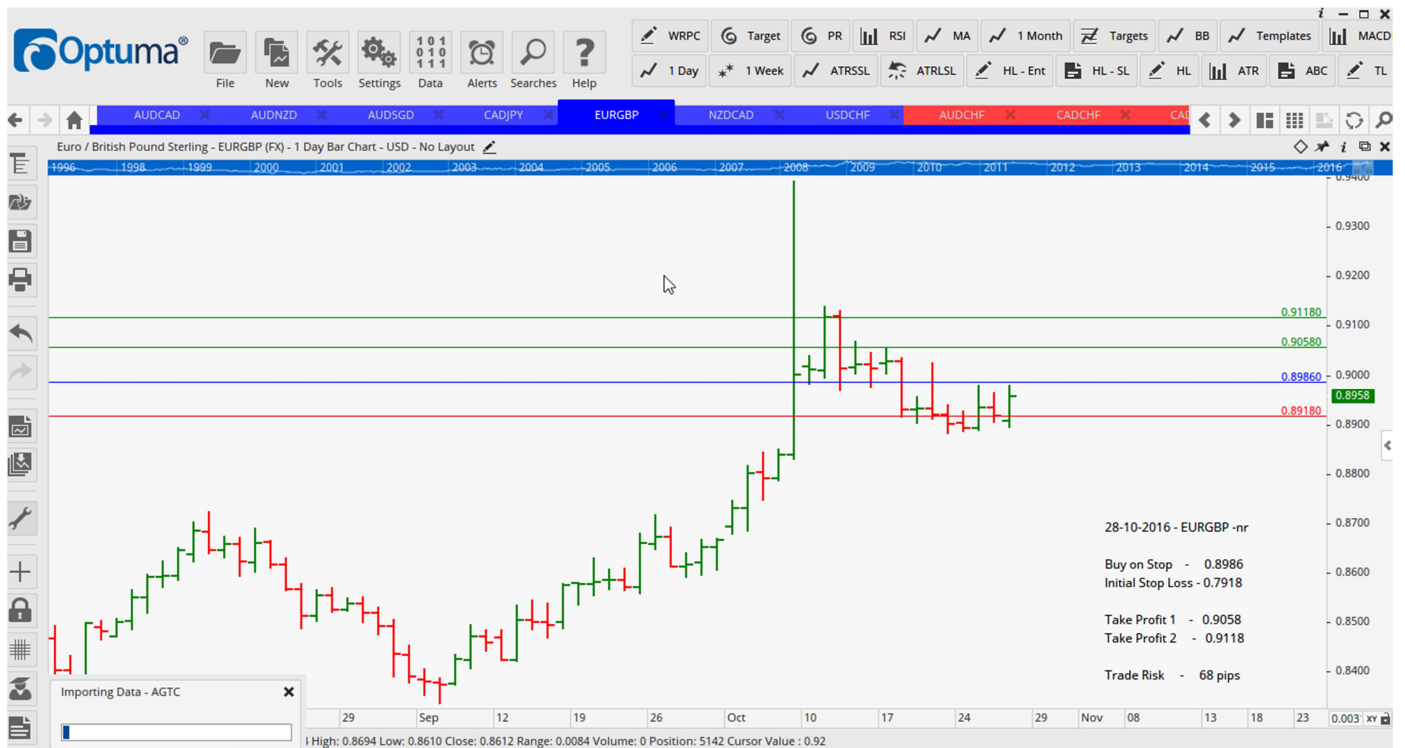 Optuma®
File
New
Tools
Settings
Data
Alerts
Searches
Help
WRPC
Target
PR
RSI
MA
1 Month
Targets
BB
Templates
MACD
1 Day
1 Week
ATRSSL
ATRLSL
HL - Ent
HL - SL
HL
ATR
ABC
TL
AUDCAD
AUDNZD
AUDSGD
CADJPY
EURGBP
NZDCAD
USDCHF
AUDCHF
CADCHF
CAD
Euro / British Pound Sterling - EURGBP (FX) - 1 Day Bar Chart - USD - No Layout
1996 1998 1999 2000 2001 2002 2003 2004 2005 2006 2007 2008 2009 2010 2011 2012 2013 2014 2015 2016
0.9400
0.9300
0.9200
0.91180
0.9100
0.90580
0.9000
0.89860
0.8958
0.89180
0.8900
0.8800
0.8700
0.8600
0.8500
0.8400
28-10-2016 - EURGBP -nr
Buy on Stop - 0.8986
Initial Stop Loss - 0.7918
Take Profit 1 - 0.9058
Take Profit 2 - 0.9118
Trade Risk - 68 pips
Importing Data - AGTC
29 Sep 12 19 26 Oct 10 17 24 29 Nov 08 13 18 23
0.003 XY
High: 0.8694 Low: 0.8610 Close: 0.8612 Range: 0.0084 Volume: 0 Position: 5142 Cursor Value : 0.92